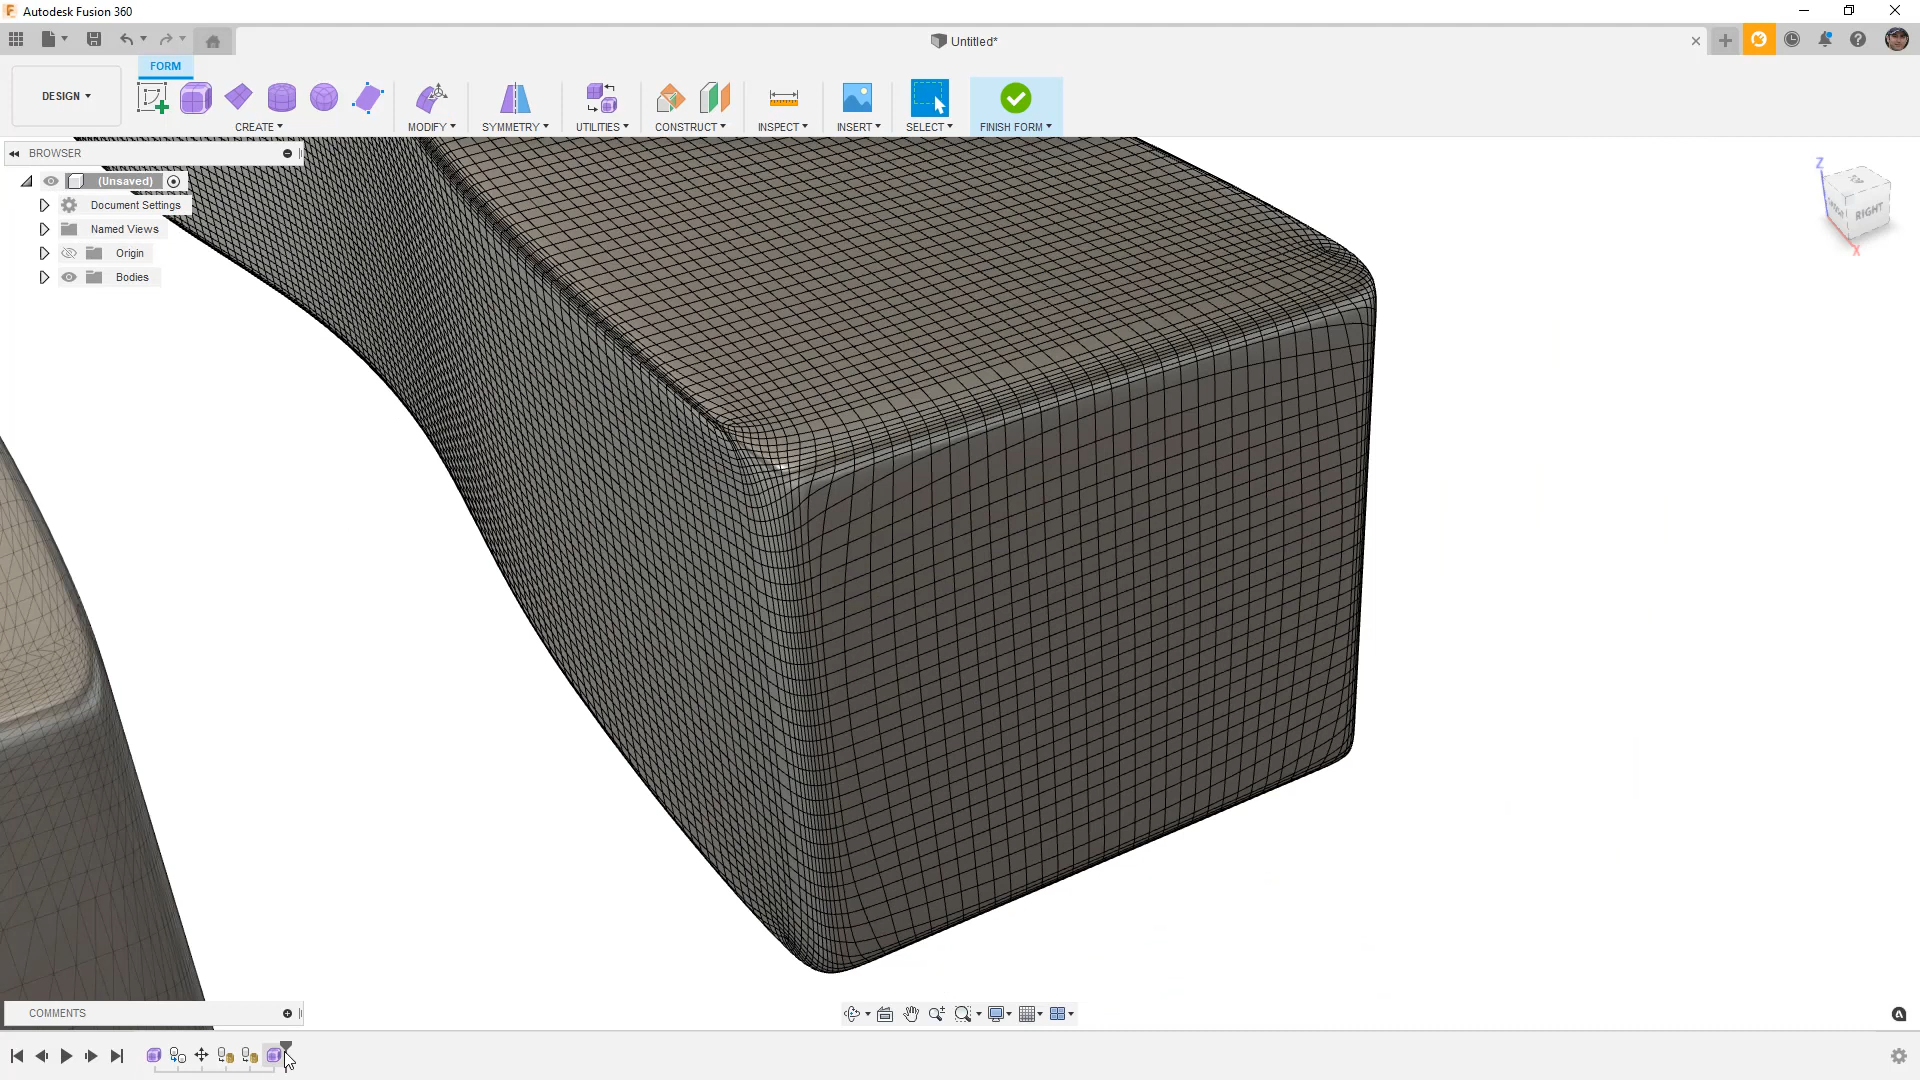 Autodesk Fusion 360
Untitled*
FORM
DESIGN
CREATE
MODIFY
SYMMETRY
UTILITIES
CONSTRUCT
INSPECT
INSERT
SELECT
FINISH FORM
BROWSER
(Unsaved)
Document Settings
Named Views
Origin
Bodies
Z
RIGHT
X
COMMENTS